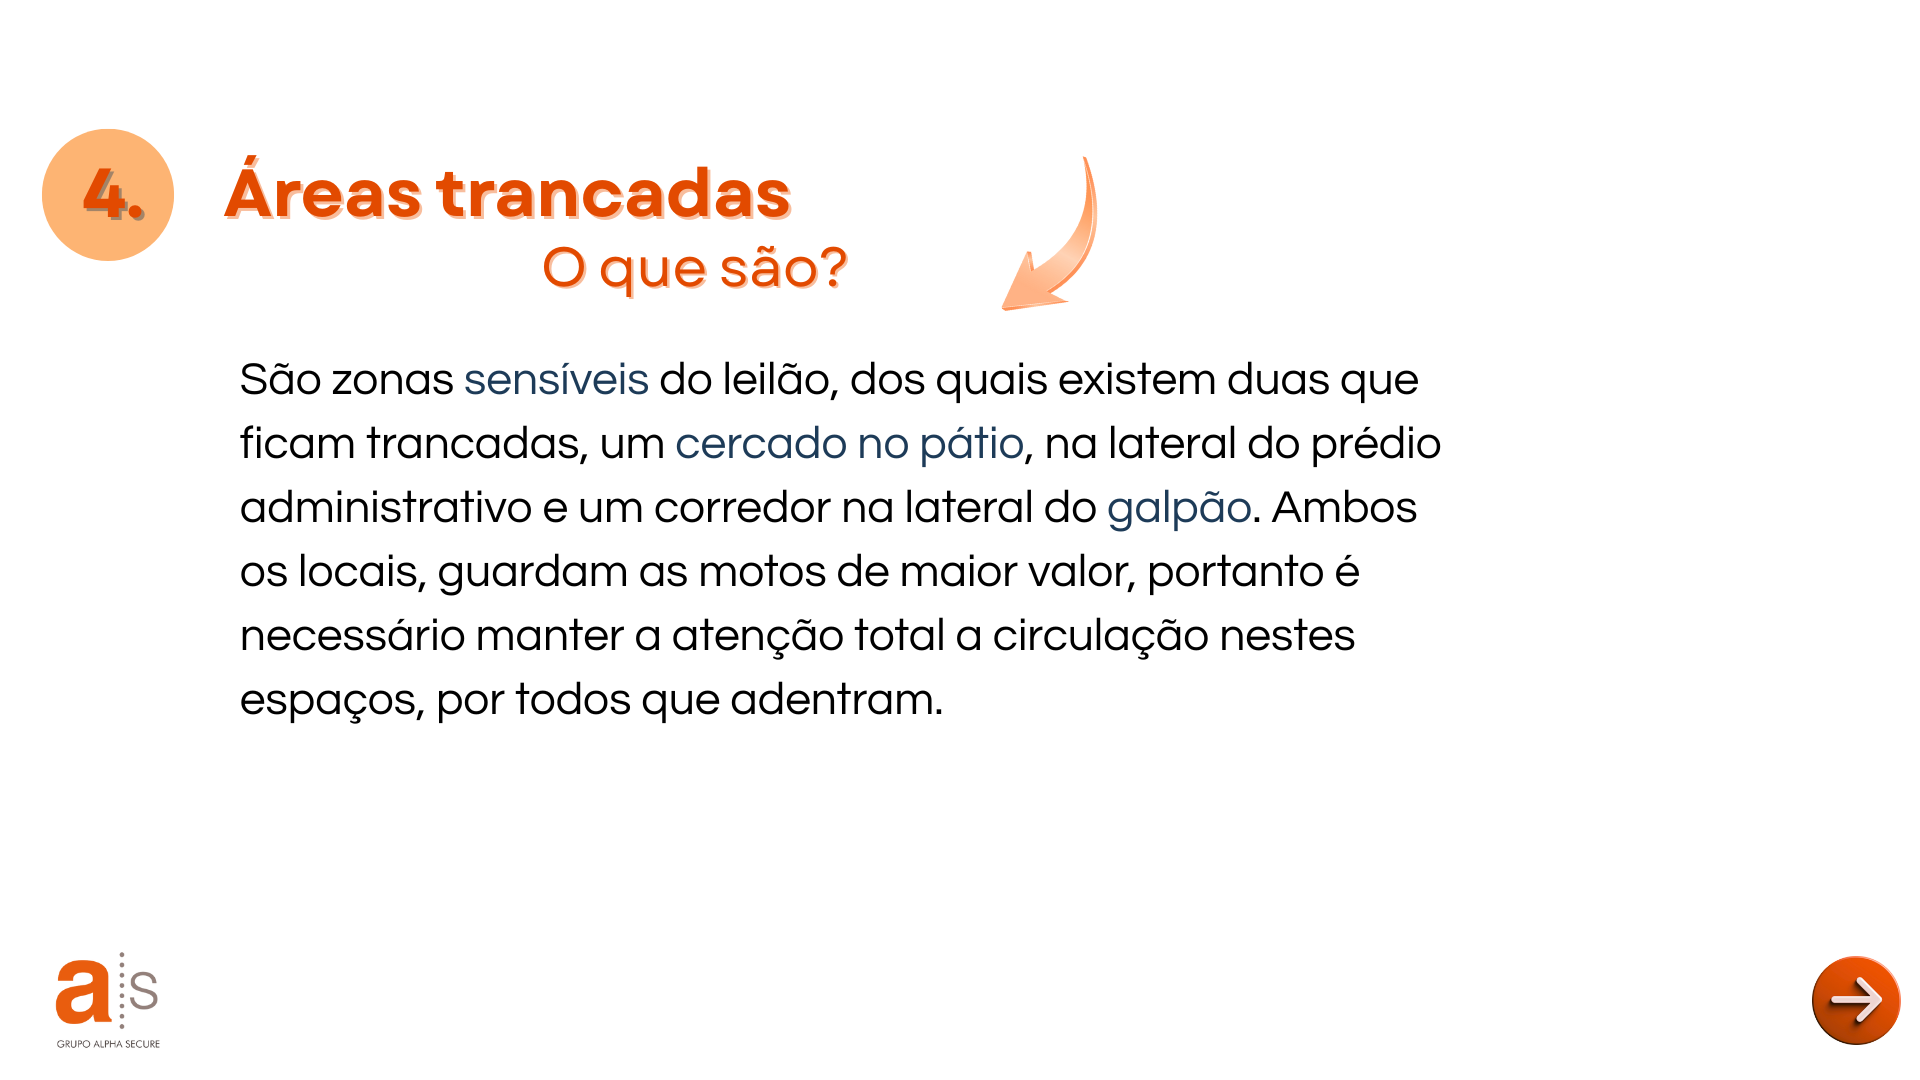 4.
Áreas trancadas
O que são?
São zonas sensíveis do leilão, dos quais existem duas que
ficam trancadas, um cercado no pátio, na lateral do prédio
administrativo e um corredor na lateral do galpão. Ambos
os locais, guardam as motos de maior valor, portanto é
necessário manter a atenção total a circulação nestes
espaços, por todos que adentram.
a s
GRUPO ALPHA SECURE